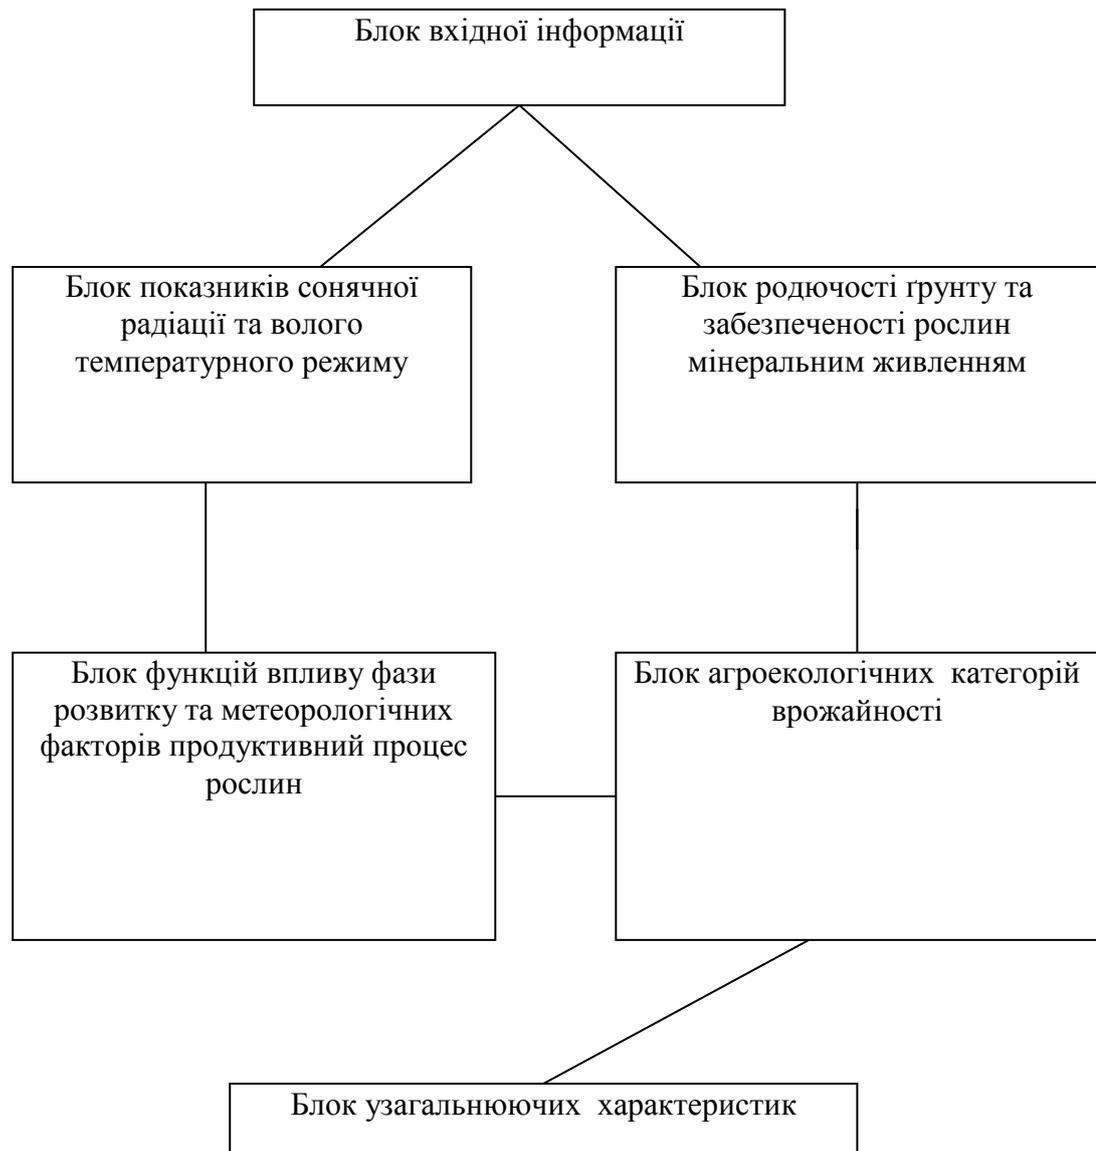 Блок вхідної інформації
Блок показників сонячної
радіації та волого
температурного режиму
Блок родючості ґрунту та
забезпеченості рослин
мінеральним живленням
Блок функцій впливу фази
розвитку та метеорологічних
факторів продуктивний процес
рослин
Блок агроекологічних категорій
врожайності
Блок узагальнюючих характеристик